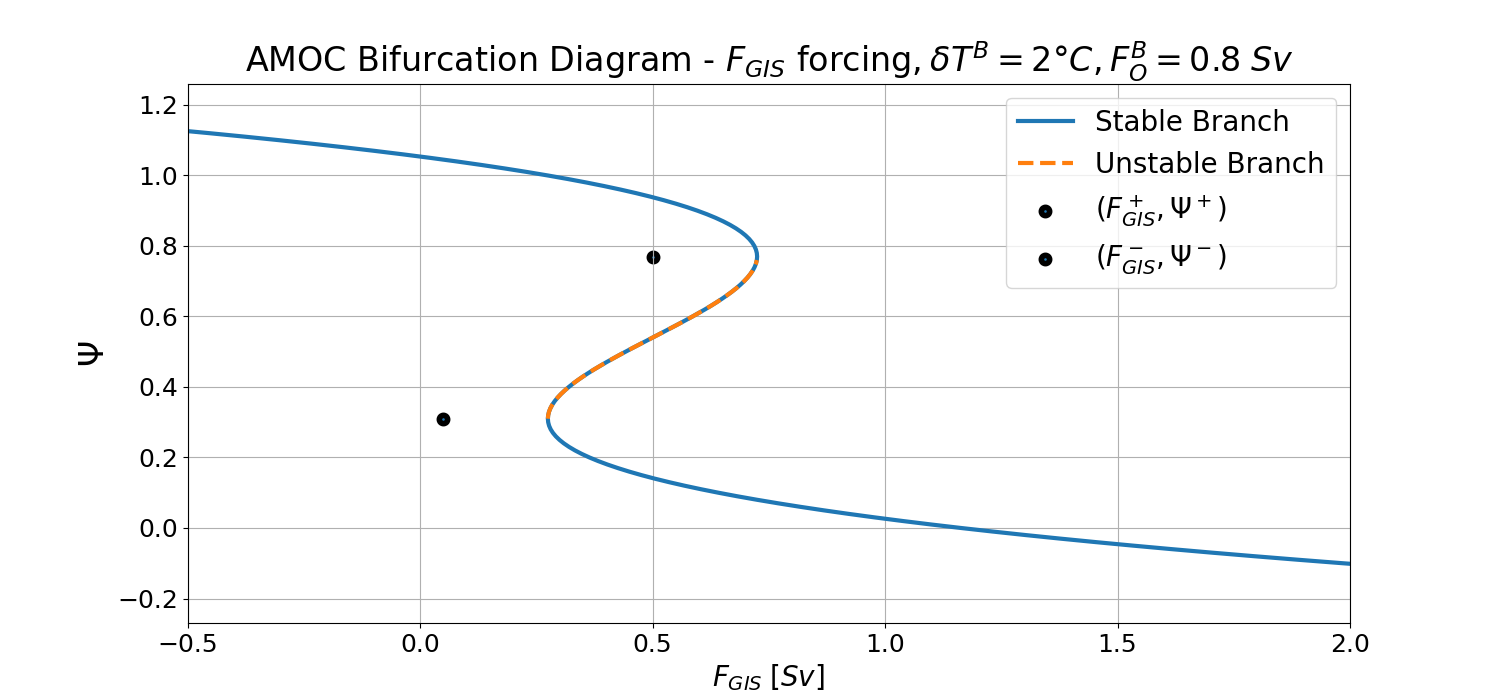 AMOC Bifurcation Diagram - $F_{GIS}$ forcing, $\delta T^B = 2°C, F_O^B = 0.8\ Sv$
1.2
1.0
0.8
0.6
0.4
0.2
0.0
−0.2
Ψ
Stable Branch
Unstable Branch
$(F_{GIS}^+, Ψ^+)$
$(F_{GIS}^-, Ψ^-)$
−0.5 0.0 0.5 1.0 1.5 2.0
$F_{GIS}\ [Sv]$